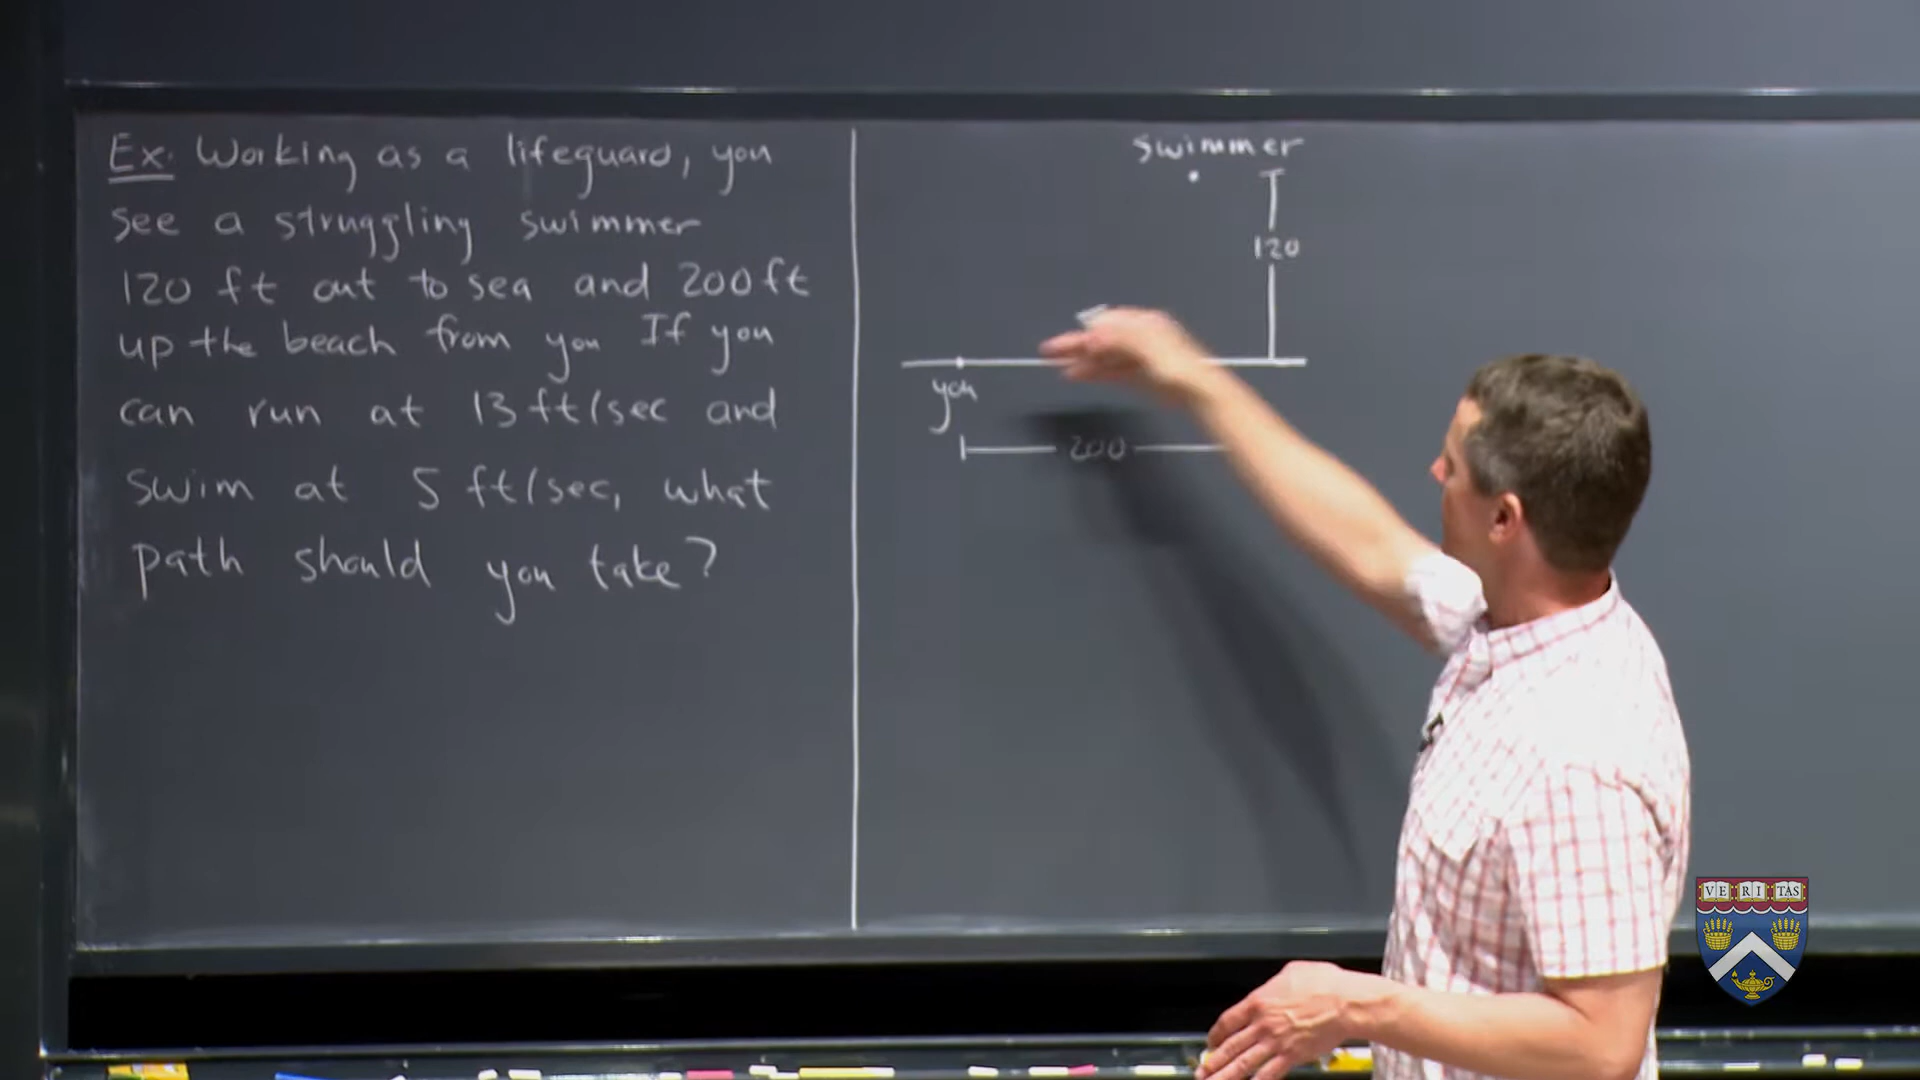 Ex. Working as a lifeguard, you
see a struggling swimmer
120 ft out to sea and 200ft
up the beach from you If you
can run at 13 ft/sec and
swim at 5 ft/sec, what
path should you take?
swimmer
120
you
200
VE RI TAS